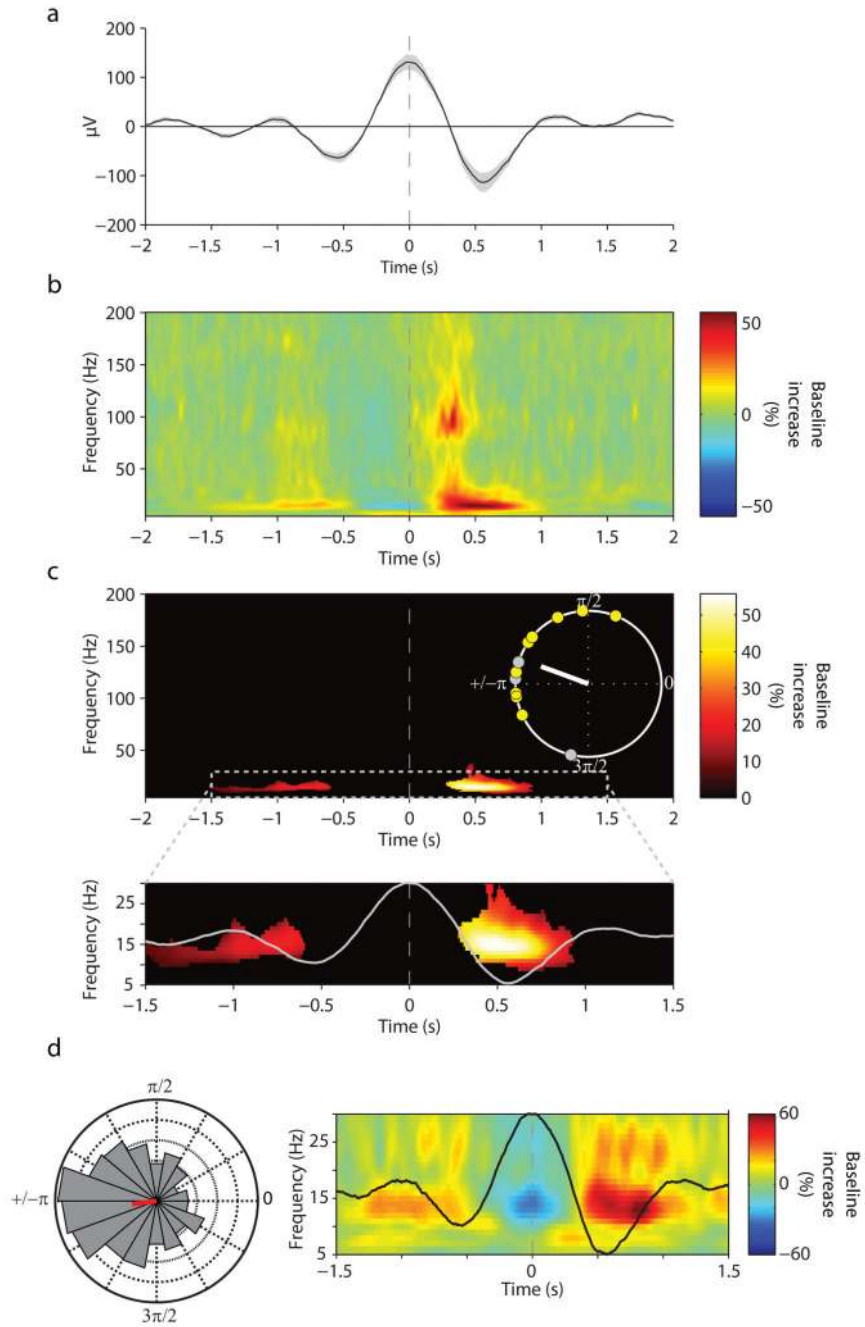 a
200
100
0
−100
−200
µV
−2 −1.5 −1 −0.5 0 0.5 1 1.5 2
Time (s)
b
200
150
100
50
Frequency (Hz)
−2 −1.5 −1 −0.5 0 0.5 1 1.5 2
Time (s)
50
0
−50
Baseline
increase
(%)
c
200
150
100
50
Frequency (Hz)
π/2
+/−π
0
3π/2
−2 −1.5 −1 −0.5 0 0.5 1 1.5 2
Time (s)
50
40
30
20
10
0
Baseline
increase
(%)
25
15
5
Frequency (Hz)
−1.5 −1 −0.5 0 0.5 1 1.5
Time (s)
d
π/2
+/−π
0
3π/2
25
15
5
Frequency (Hz)
−1.5 0 1.5
Time (s)
60
0
−60
Baseline
increase
(%)